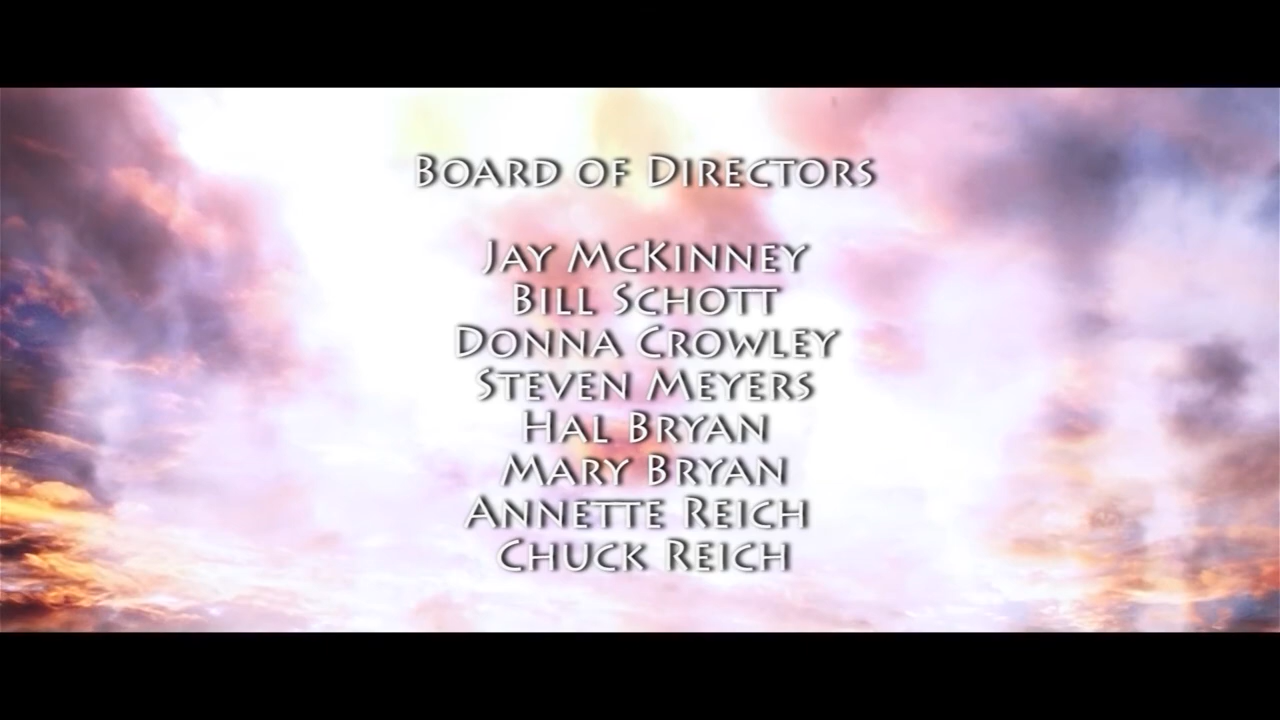 Board of Directors
Jay McKinney
Bill Schott
Donna Crowley
Steven Meyers
Hal Bryan
Mary Bryan
Annette Reich
Chuck Reich